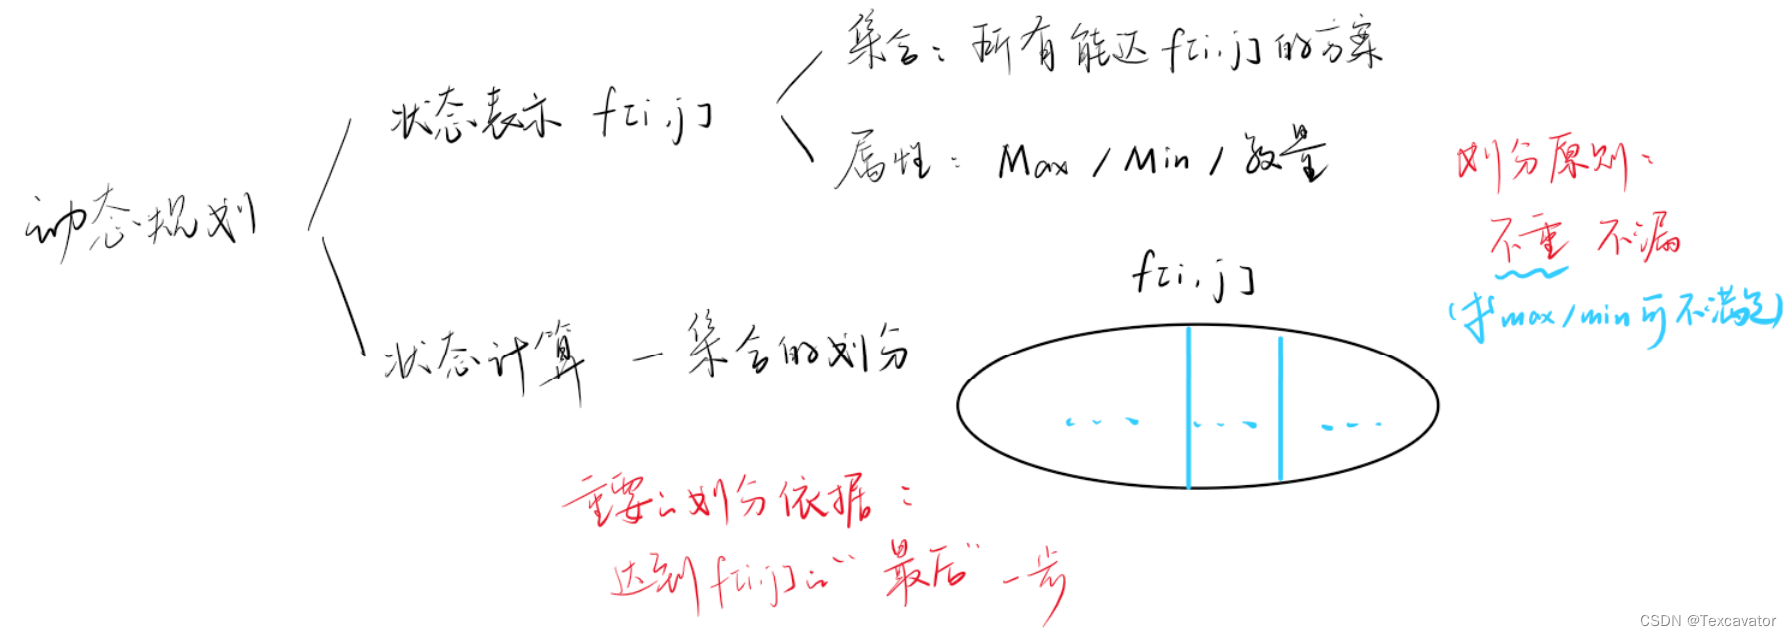 动态规划
状态表示 f[i,j]
集合：所有能达f[i,j]的方案
属性：Max / Min / 数量
状态计算 — 集合的划分
f[i,j]
... ... ...
划分原则：
不重 不漏
(求max/min可不满足)
重要的划分依据：
达到f[i,j]的“最后”一步
CSDN @Texcavator